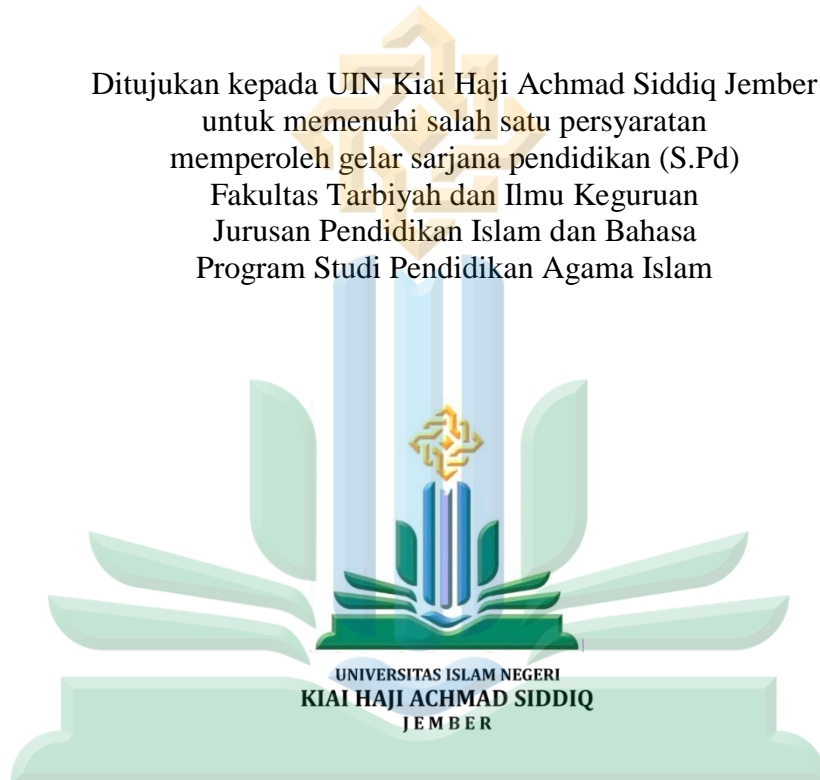 Ditujukan kepada UIN Kiai Haji Achmad Siddiq Jember
untuk memenuhi salah satu persyaratan
memperoleh gelar sarjana pendidikan (S.Pd)
Fakultas Tarbiyah dan Ilmu Keguruan
Jurusan Pendidikan Islam dan Bahasa
Program Studi Pendidikan Agama Islam
UNIVERSITAS ISLAM NEGERI
KIAI HAJI ACHMAD SIDDIQ
JEMBER